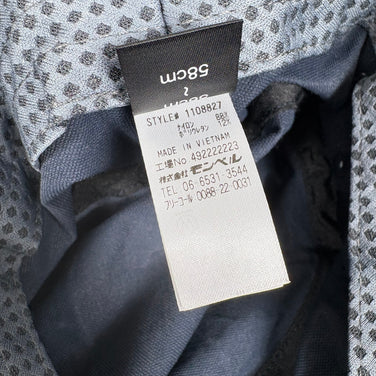 58cm
~
STYLE# 1108827
ナイロン 88%
ポリウレタン 12%
MADE IN VIETNAM
工場No 492222223
株式会社モンベル
TEL 06-6531-3544
フリーコール 0088-22-0031